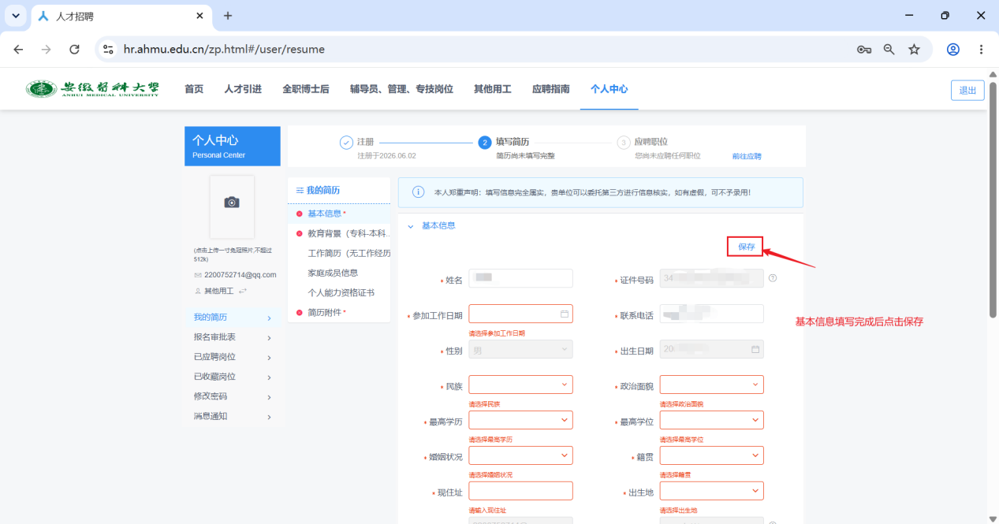 人才招聘
hr.ahmu.edu.cn/zp.html#/user/resume
安徽医科大学
ANHUI MEDICAL UNIVERSITY
首页 人才引进 全职博士后 辅导员、管理、专技岗位 其他用工 应聘指南 个人中心 退出
个人中心
Personal Center
注册
注册于2026.06.02
2 填写简历
简历尚未填写完整
3 应聘职位
您尚未应聘任何职位
前往应聘
(点击上传一寸免冠照片,不超过512k)
2200752714@qq.com
其他用工
我的简历
报名审批表
已应聘岗位
已收藏岗位
修改密码
消息通知
我的简历
基本信息*
教育背景（专科-本科...
工作简历（无工作经历
家庭成员信息
个人能力资格证书
简历附件*
本人郑重声明：填写信息完全属实，贵单位可以委托第三方进行信息核实，如有虚假，可不予录用！
基本信息
保存
* 姓名
* 证件号码 34
* 参加工作日期
请选择参加工作日期
* 联系电话
* 性别 男
* 出生日期 20
* 民族
请选择民族
* 政治面貌
请选择政治面貌
* 最高学历
请选择最高学历
* 最高学位
请选择最高学位
* 婚姻状况
请选择婚姻状况
* 籍贯
请选择籍贯
* 现住址
请输入现住址
* 出生地
请选择出生地
基本信息填写完成后点击保存